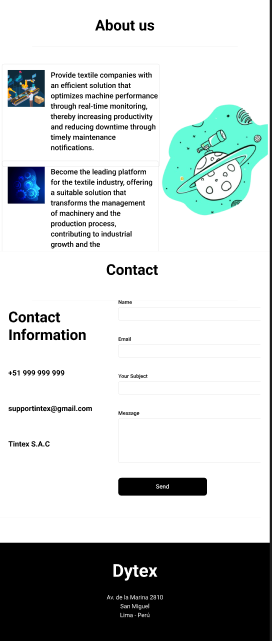 About us
Provide textile companies with
an efficient solution that
optimizes machine performance
through real-time monitoring,
thereby increasing productivity
and reducing downtime through
timely maintenance
notifications.
Become the leading platform
for the textile industry, offering
a suitable solution that
transforms the management
of machinery and the
production process,
contributing to industrial
growth and the
Contact
Contact
Information
+51 999 999 999
supportintex@gmail.com
Tintex S.A.C
Name
Email
Your Subject
Message
Send
Dytex
Av. de la Marina 2810
San Miguel
Lima - Perú